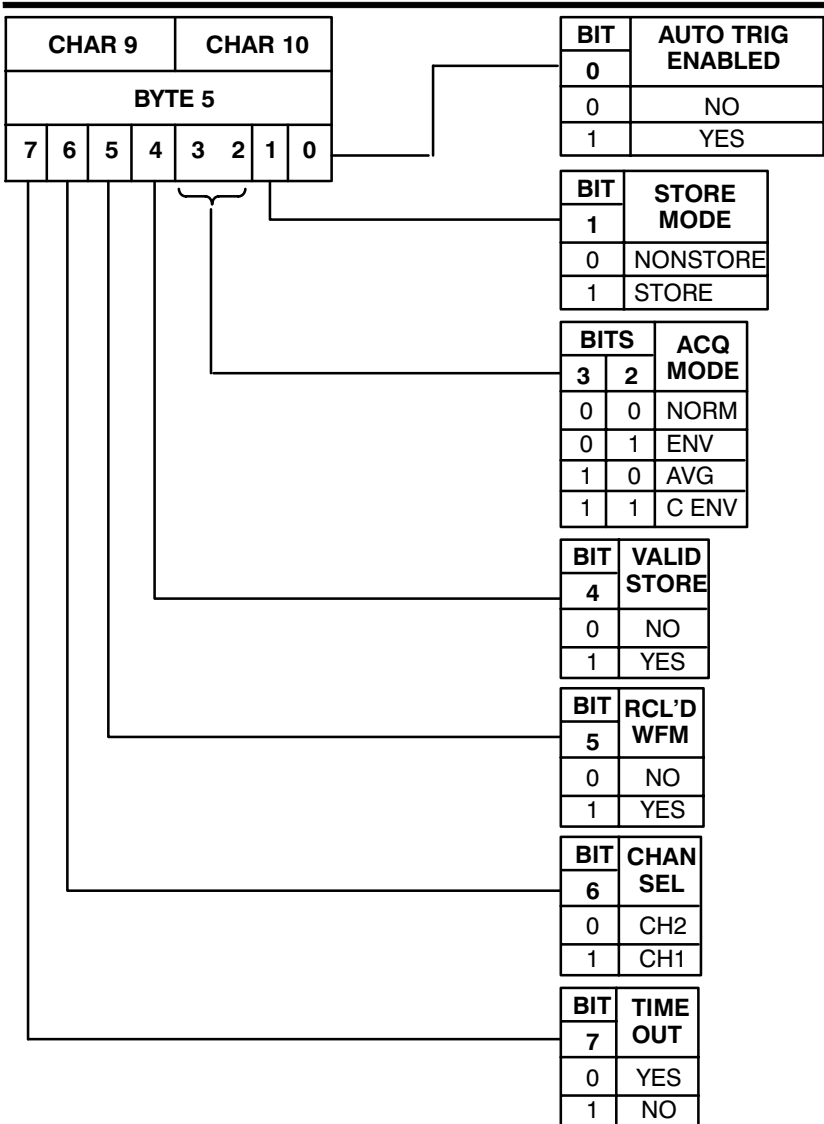 CHAR 9 CHAR 10
BYTE 5
7 6 5 4 3 2 1 0
BIT AUTO TRIG
0 ENABLED
0 NO
1 YES
BIT STORE
1 MODE
0 NONSTORE
1 STORE
BITS ACQ
3 2 MODE
0 0 NORM
0 1 ENV
1 0 AVG
1 1 C ENV
BIT VALID
4 STORE
0 NO
1 YES
BIT RCL’D
5 WFM
0 NO
1 YES
BIT CHAN
6 SEL
0 CH2
1 CH1
BIT TIME
7 OUT
0 YES
1 NO